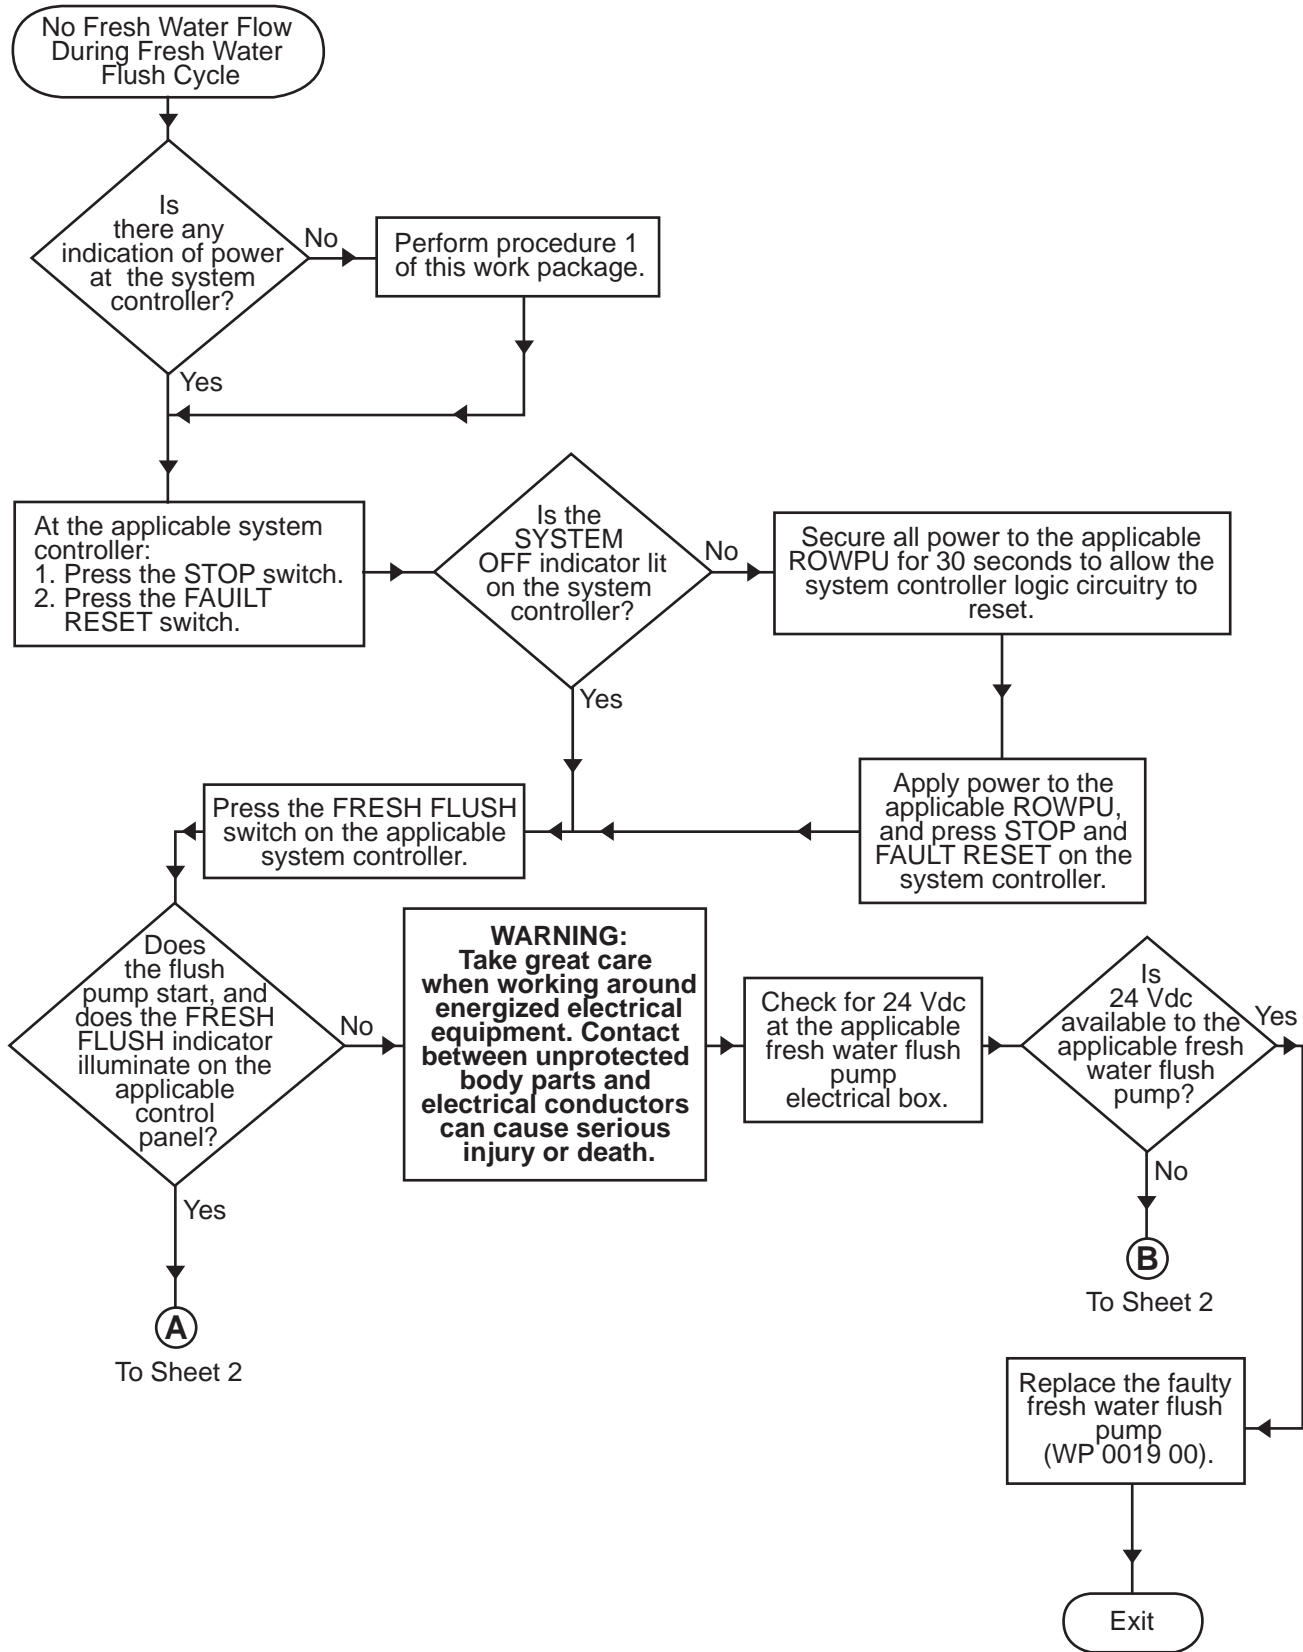 No Fresh Water Flow
During Fresh Water
Flush Cycle
Is
there any
indication of power
at the system
controller?
No
Perform procedure 1
of this work package.
Yes
At the applicable system
controller:
1. Press the STOP switch.
2. Press the FAUILT
RESET switch.
Is the
SYSTEM
OFF indicator lit
on the system
controller?
No
Secure all power to the applicable
ROWPU for 30 seconds to allow the
system controller logic circuitry to
reset.
Yes
Apply power to the
applicable ROWPU,
and press STOP and
FAULT RESET on the
system controller.
Press the FRESH FLUSH
switch on the applicable
system controller.
Does
the flush
pump start, and
does the FRESH
FLUSH indicator
illuminate on the
applicable
control
panel?
No
WARNING:
Take great care
when working around
energized electrical
equipment. Contact
between unprotected
body parts and
electrical conductors
can cause serious
injury or death.
Check for 24 Vdc
at the applicable
fresh water flush
pump
electrical box.
Is
24 Vdc
available to the
applicable fresh
water flush
pump?
Yes
No
B
To Sheet 2
Yes
A
To Sheet 2
Replace the faulty
fresh water flush
pump
(WP 0019 00).
Exit